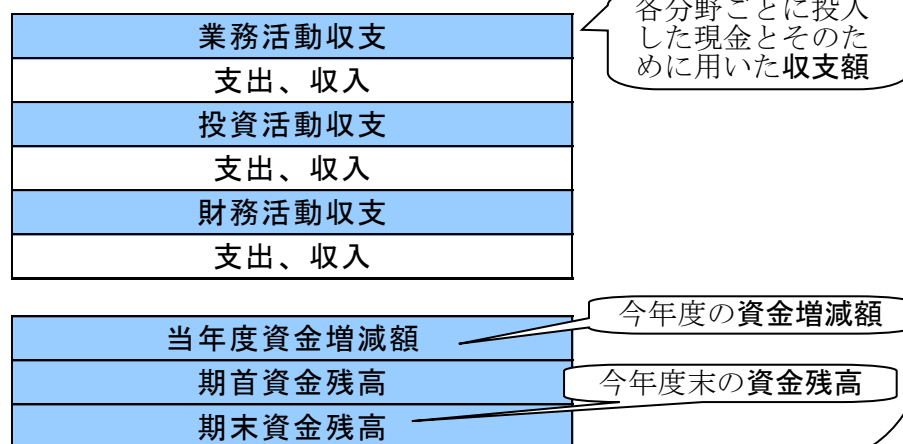 業務活動収支
支出、収入
投資活動収支
支出、収入
財務活動収支
支出、収入
各分野ごとに投入
した現金とそのた
めに用いた収支額
当年度資金増減額
期首資金残高
期末資金残高
今年度の資金増減額
今年度末の資金残高